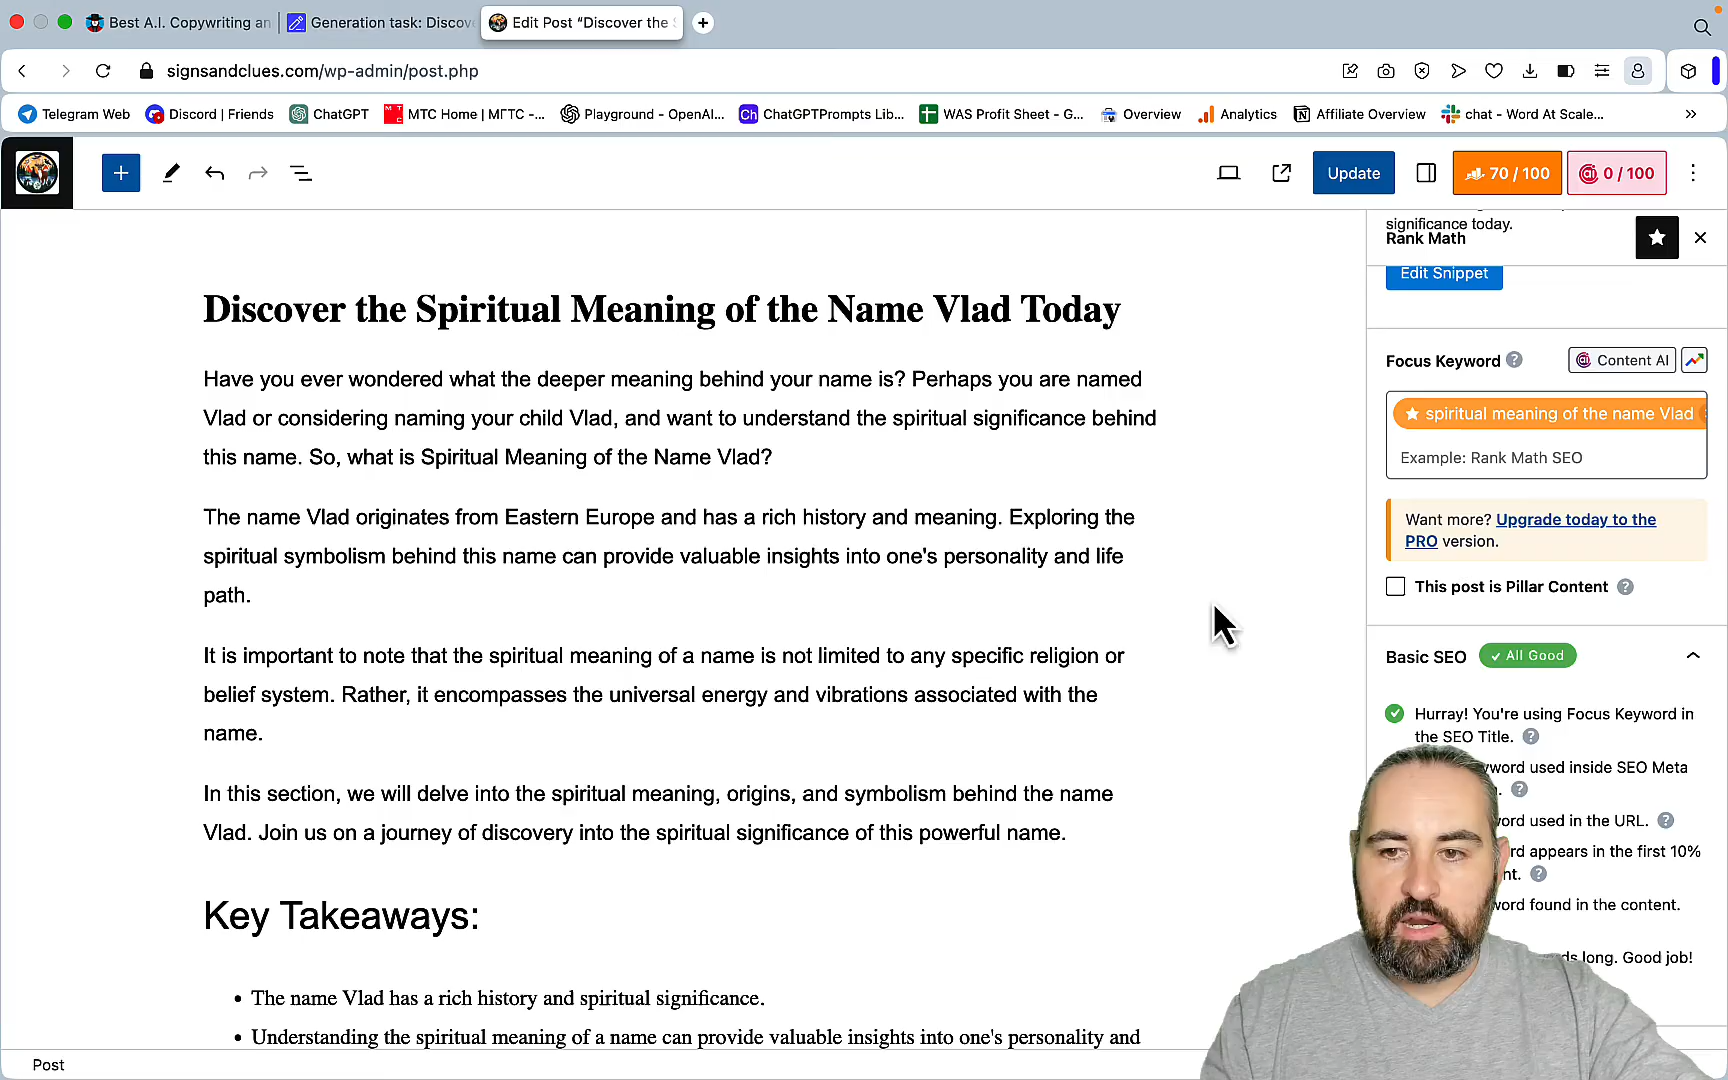 Best A.I. Copywriting an
Generation task: Discov
Edit Post “Discover the
signsandclues.com/wp-admin/post.php
Telegram Web
Discord | Friends
ChatGPT
MTC Home | МГТС -...
Playground - OpenAI...
Ch ChatGPTPrompts Lib...
WAS Profit Sheet - G...
Overview
Analytics
Affiliate Overview
chat - Word At Scale...
Update
70 / 100
0 / 100
significance today.
Rank Math
Edit Snippet
Discover the Spiritual Meaning of the Name Vlad Today
Have you ever wondered what the deeper meaning behind your name is? Perhaps you are named
Vlad or considering naming your child Vlad, and want to understand the spiritual significance behind
this name. So, what is Spiritual Meaning of the Name Vlad?
The name Vlad originates from Eastern Europe and has a rich history and meaning. Exploring the
spiritual symbolism behind this name can provide valuable insights into one's personality and life
path.
It is important to note that the spiritual meaning of a name is not limited to any specific religion or
belief system. Rather, it encompasses the universal energy and vibrations associated with the
name.
In this section, we will delve into the spiritual meaning, origins, and symbolism behind the name
Vlad. Join us on a journey of discovery into the spiritual significance of this powerful name.
Key Takeaways:
• The name Vlad has a rich history and spiritual significance.
• Understanding the spiritual meaning of a name can provide valuable insights into one's personality and
Post
Focus Keyword
Content AI
spiritual meaning of the name Vlad
Example: Rank Math SEO
Want more? Upgrade today to the
PRO version.
This post is Pillar Content
Basic SEO
All Good
Hurray! You're using Focus Keyword in
the SEO Title.
used inside SEO Meta
used in the URL.
appears in the first 10%
found in the content.
long. Good job!